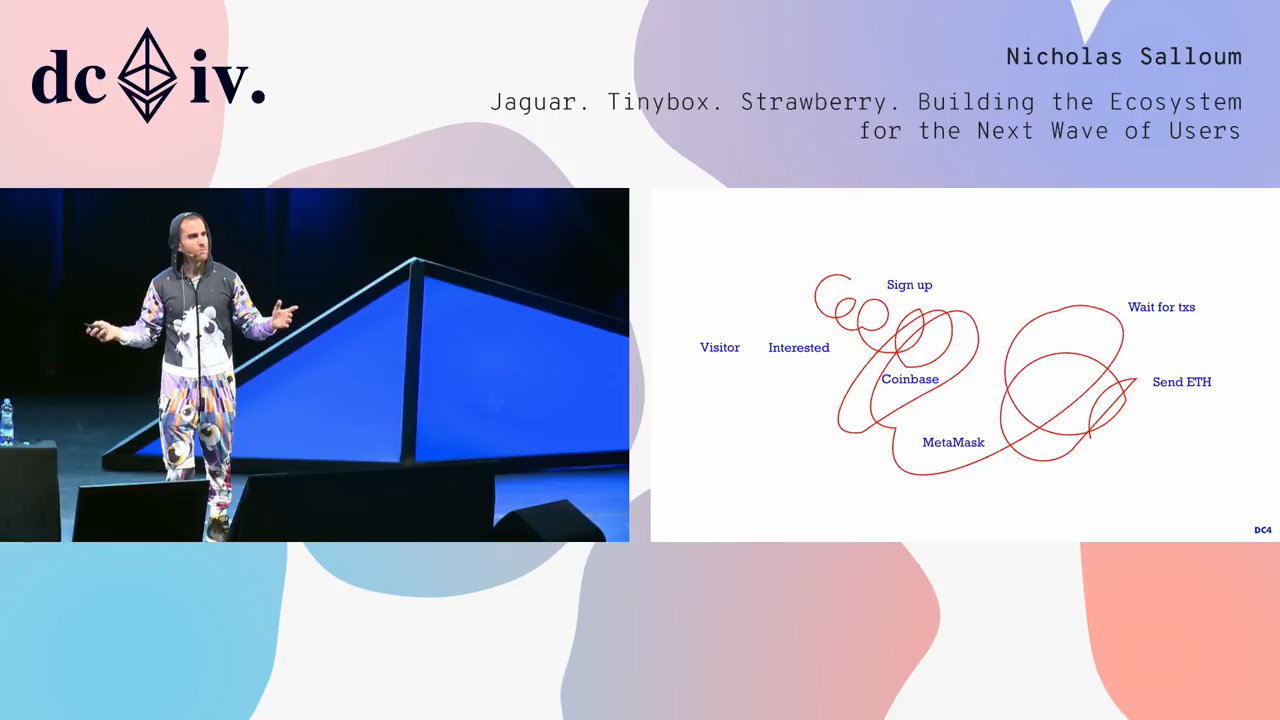 dc iv.
Nicholas Salloum
Jaguar. Tinybox. Strawberry. Building the Ecosystem
for the Next Wave of Users
Sign up
Wait for txs
Visitor
Interested
Coinbase
Send ETH
MetaMask
DC4